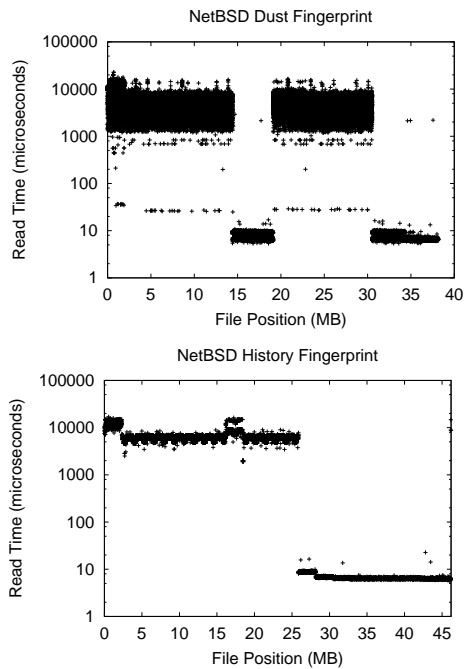 NetBSD Dust Fingerprint
100000
10000
1000
100
10
1
Read Time (microseconds)
0 5 10 15 20 25 30 35 40
File Position (MB)
NetBSD History Fingerprint
100000
10000
1000
100
10
1
Read Time (microseconds)
0 5 10 15 20 25 30 35 40 45
File Position (MB)